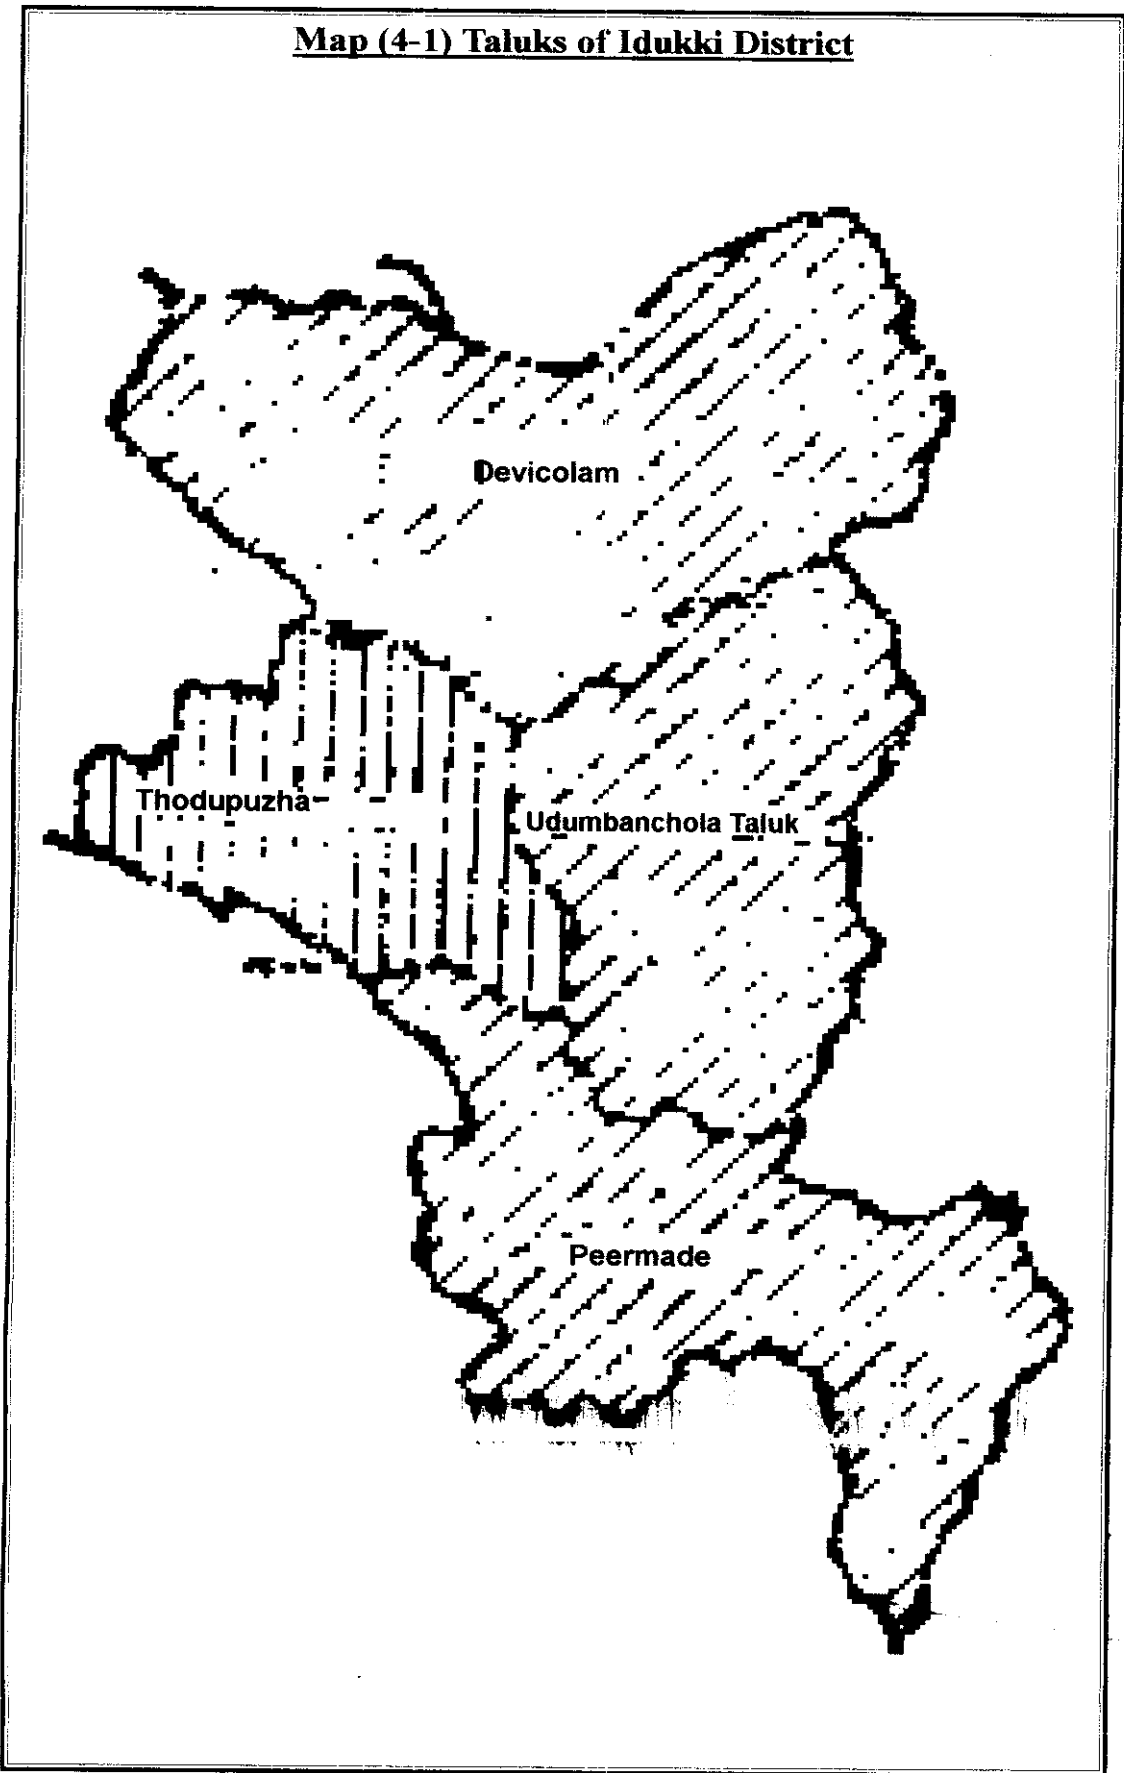 Map (4-1) Taluks of Idukki District
Devicolam
Thodupuzha
Udumbanchola Taluk
Peermade